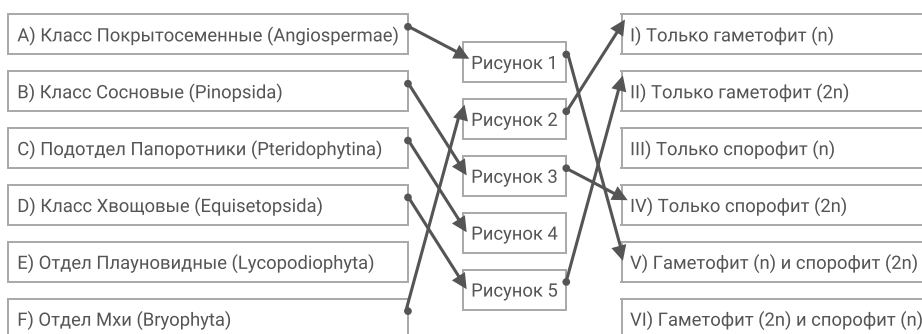 A) Класс Покрытосеменные (Angiospermae)
B) Класс Сосновые (Pinopsida)
C) Подотдел Папоротники (Pteridophytina)
D) Класс Хвощовые (Equisetopsida)
E) Отдел Плауновидные (Lycopodiophyta)
F) Отдел Мхи (Bryophyta)
Рисунок 1
Рисунок 2
Рисунок 3
Рисунок 4
Рисунок 5
I) Только гаметофит (n)
II) Только гаметофит (2n)
III) Только спорофит (n)
IV) Только спорофит (2n)
V) Гаметофит (n) и спорофит (2n)
VI) Гаметофит (2n) и спорофит (n)